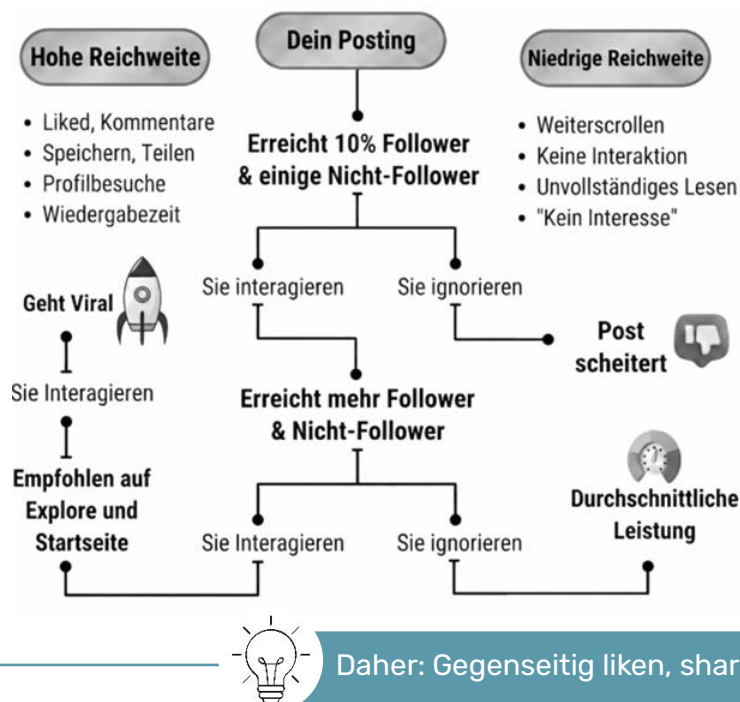 Hohe Reichweite
• Liked, Kommentare
• Speichern, Teilen
• Profilbesuche
• Wiedergabezeit
Dein Posting
Niedrige Reichweite
• Weiterscrollen
• Keine Interaktion
• Unvollständiges Lesen
• "Kein Interesse"
Erreicht 10% Follower
& einige Nicht-Follower
Sie interagieren
Sie ignorieren
Post
scheitert
Erreicht mehr Follower
& Nicht-Follower
Sie Interagieren
Sie ignorieren
Durchschnittliche
Leistung
Empfohlen auf
Explore und
Startseite
Sie Interagieren
Geht Viral
Daher: Gegenseitig liken, shar